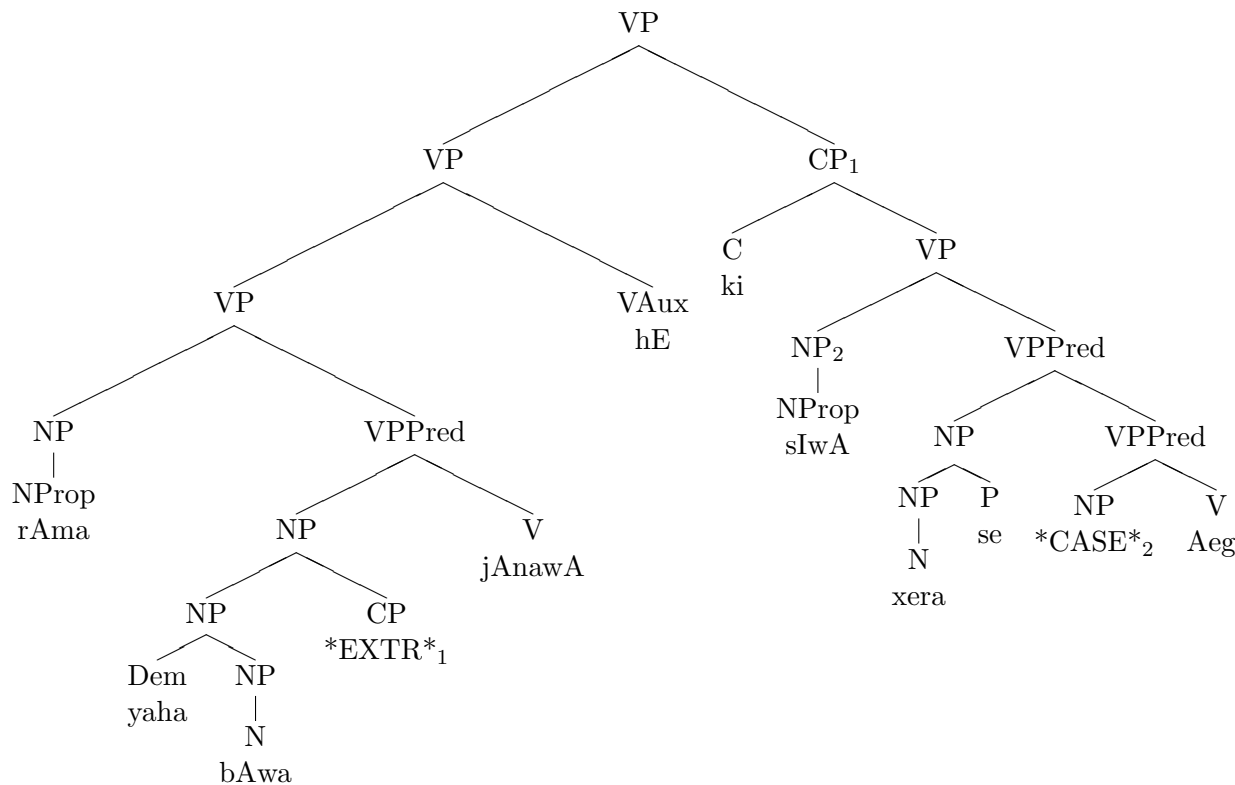 VP
VP CP₁
C VP
ki
VP VAux
hE
NP₂ VPPred
NProp
sIwA
NP VPPred NP VPPred
NProp NP V NP P NP V
rAma jAnawA se *CASE*₂ Aeg
N
xera
NP CP
*EXTR*₁
Dem NP
yaha
N
bAwa